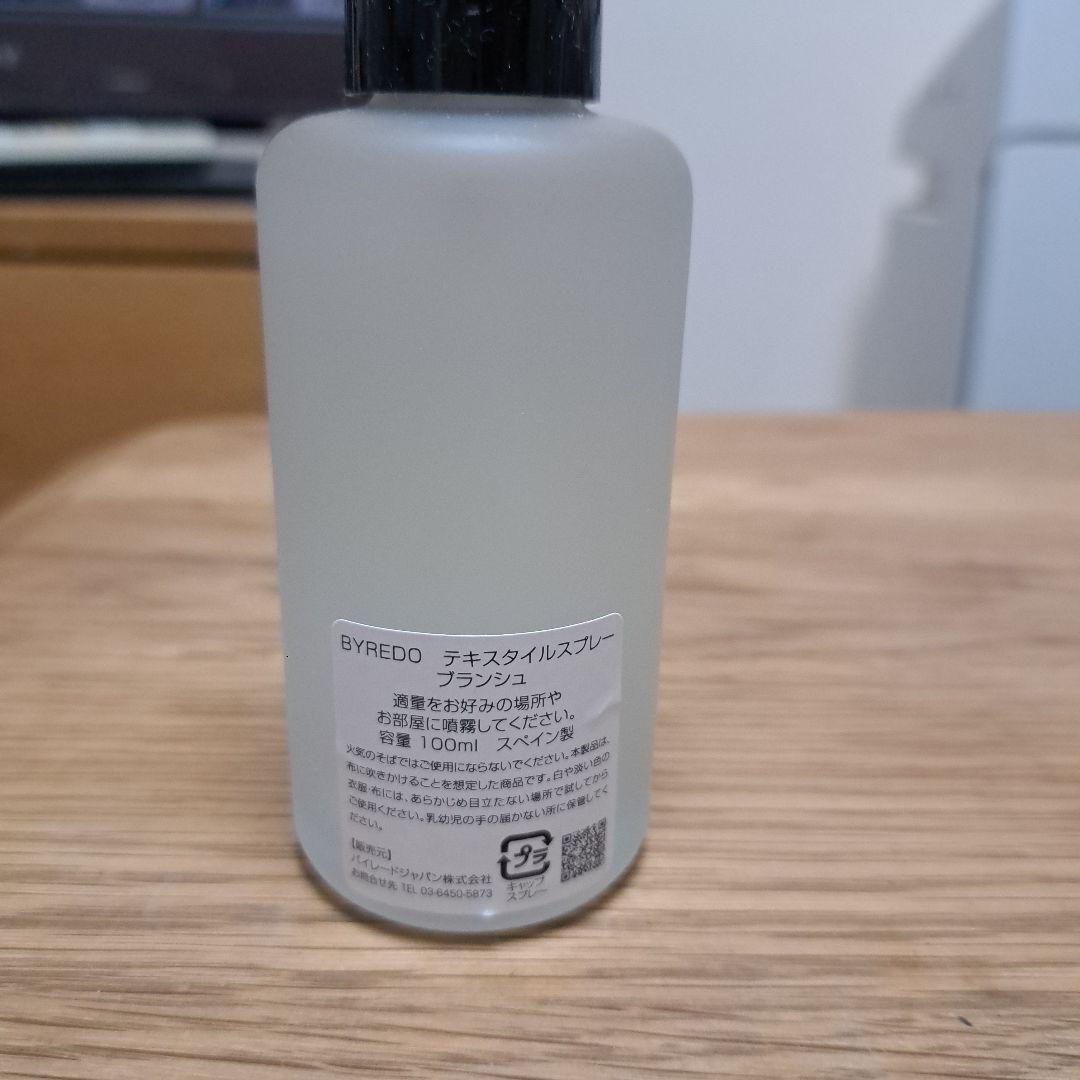 BYREDO テキスタイルスプレー
ブランシュ
適量をお好みの場所や
お部屋に噴霧してください。
容量 100ml スペイン製
火気のそばではご使用にならないでください。本製品は、
布に吹きかけることを想定した商品です。白や淡い色の
衣服・布には、あらかじめ目立たない場所で試してから
ご使用ください。乳幼児の手の届かない所に保管してく
ださい。
【販売元】
バイレードジャパン株式会社
お問合せ先 TEL 03-6450-5873
プラ
キャップ
スプレー